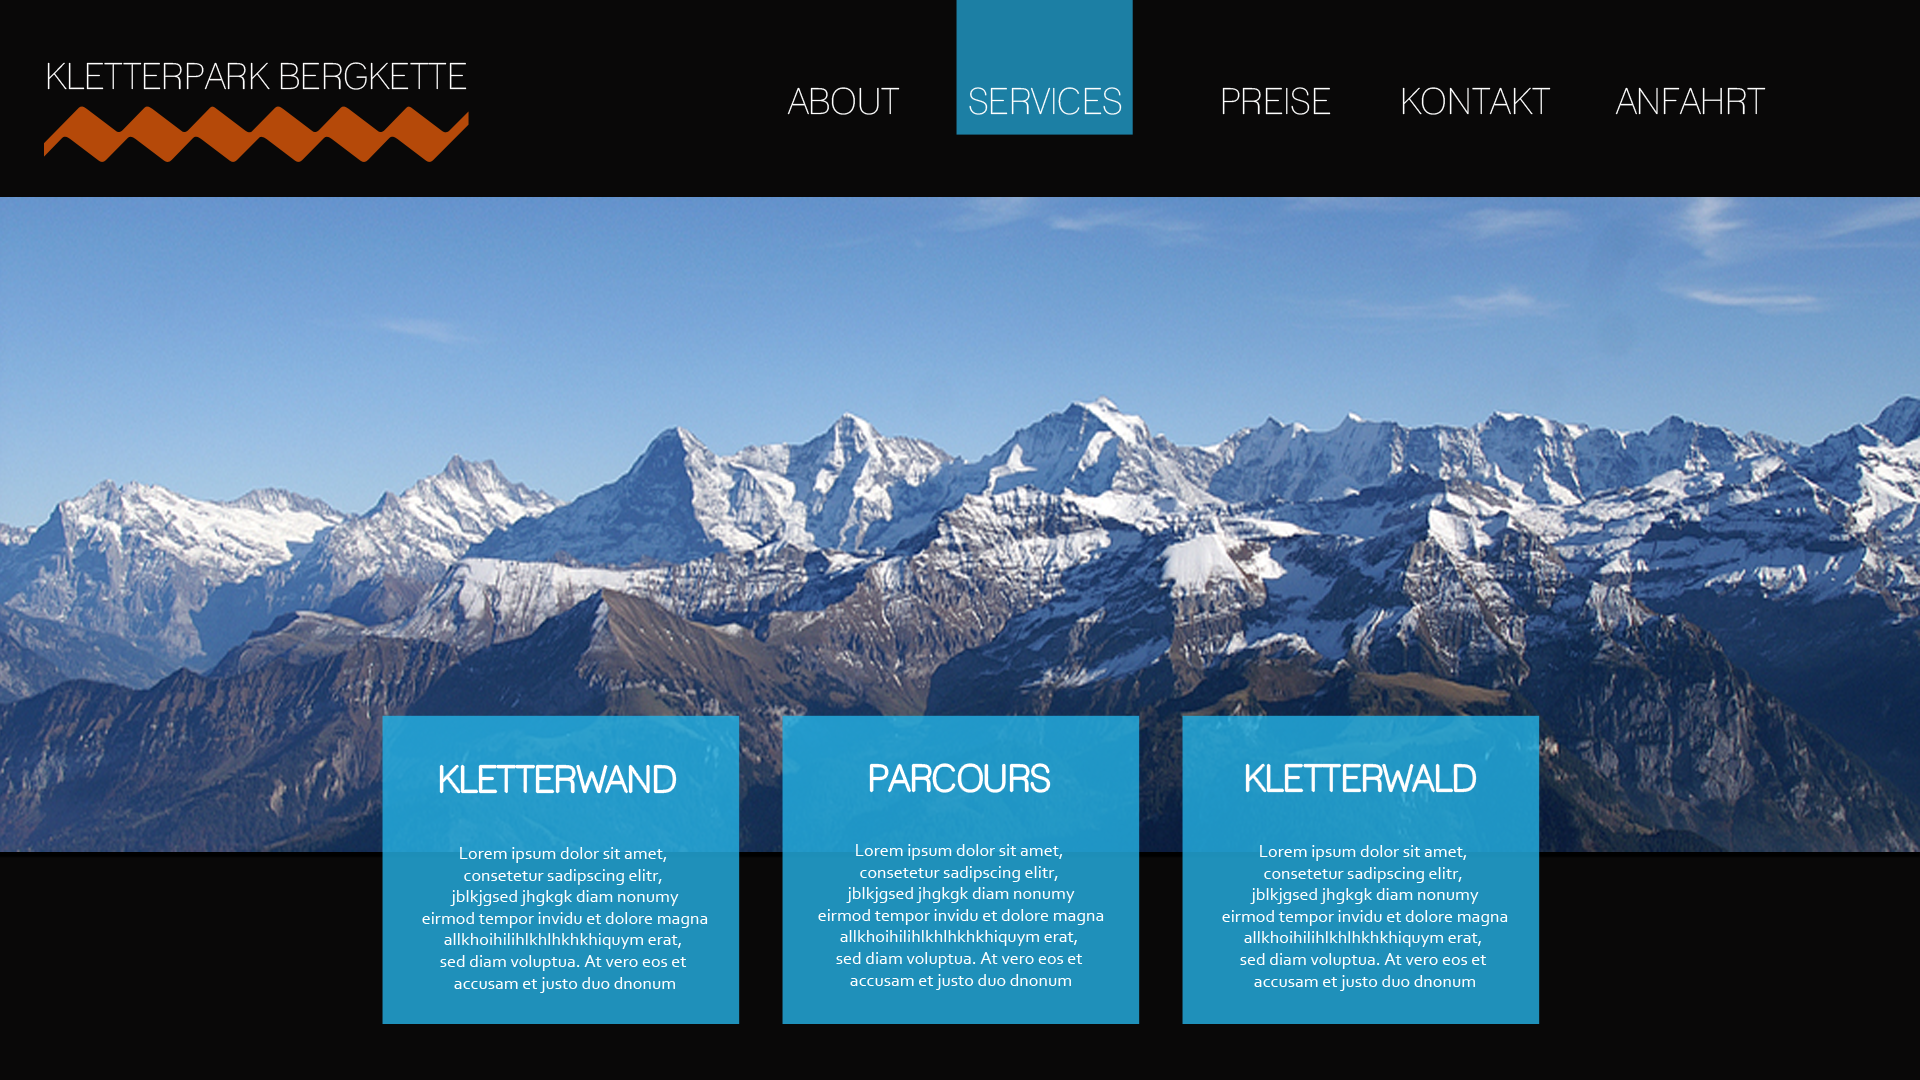 KLETTERPARK BERGKETTE
ABOUT
SERVICES
PREISE
KONTAKT
ANFAHRT
KLETTERWAND
Lorem ipsum dolor sit amet,
consetetur sadipscing elitr,
jblkjgsed jhgkgk diam nonumy
eirmod tempor invidu et dolore magna
allkhoihilihlkhlhkhkhiquym erat,
sed diam voluptua. At vero eos et
accusam et justo duo dnonum
PARCOURS
Lorem ipsum dolor sit amet,
consetetur sadipscing elitr,
jblkjgsed jhgkgk diam nonumy
eirmod tempor invidu et dolore magna
allkhoihilihlkhlhkhkhiquym erat,
sed diam voluptua. At vero eos et
accusam et justo duo dnonum
KLETTERWALD
Lorem ipsum dolor sit amet,
consetetur sadipscing elitr,
jblkjgsed jhgkgk diam nonumy
eirmod tempor invidu et dolore magna
allkhoihilihlkhlhkhkhiquym erat,
sed diam voluptua. At vero eos et
accusam et justo duo dnonum